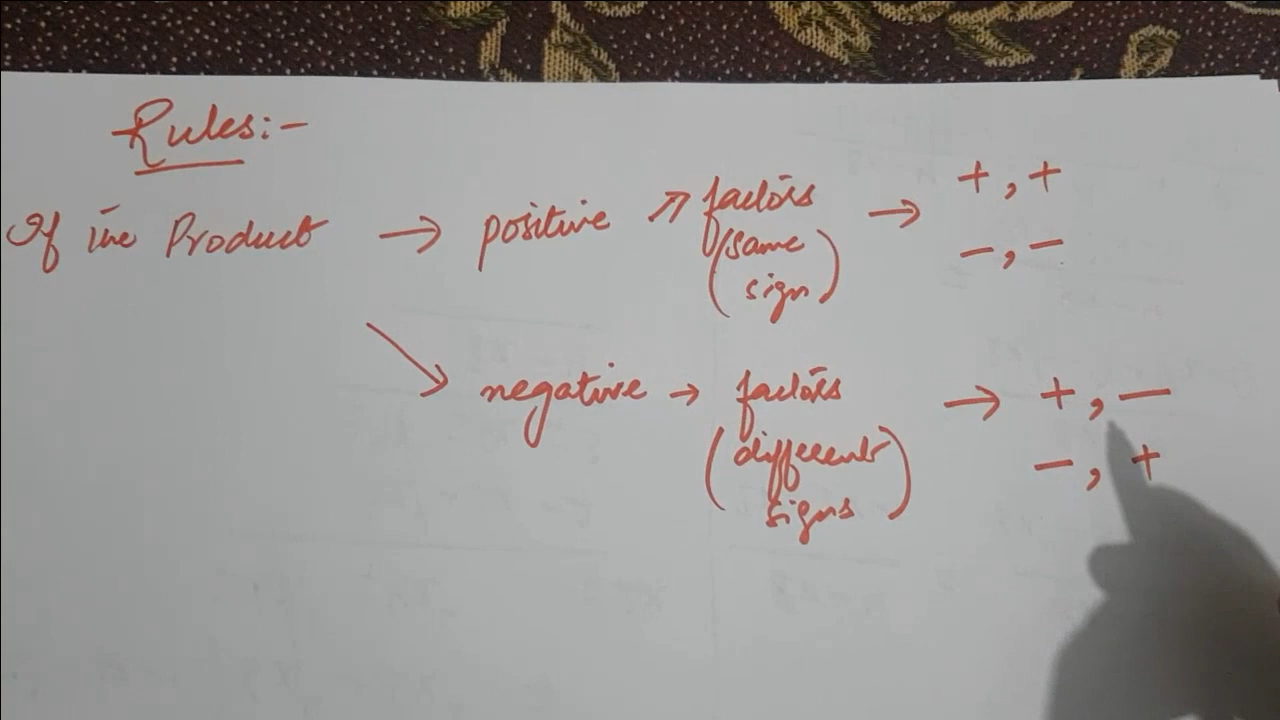 Rules:-
If the Product → positive → factors → +, +
(same sign) -, -
negative → factors → +, -
(different signs) -, +